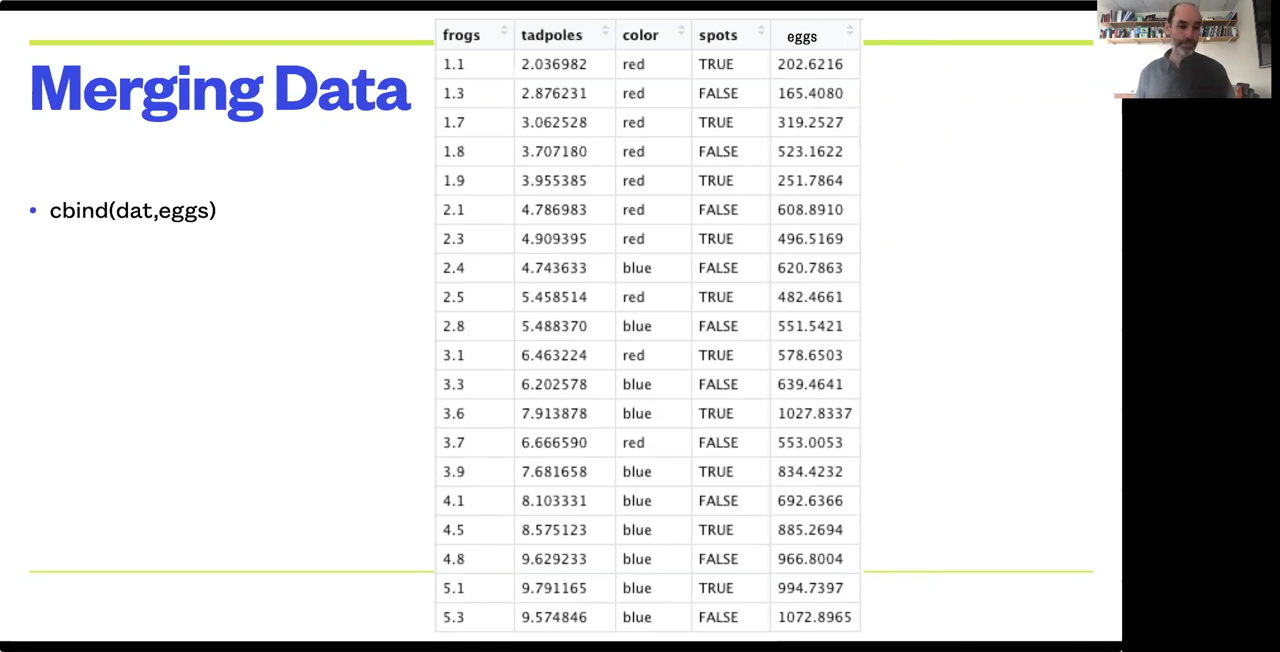 Merging Data
• cbind(dat,eggs)
frogs tadpoles color spots eggs
1.1 2.036982 red TRUE 202.6216
1.3 2.876231 red FALSE 165.4080
1.7 3.062528 red TRUE 319.2527
1.8 3.707180 red FALSE 523.1622
1.9 3.955385 red TRUE 251.7864
2.1 4.786983 red FALSE 608.8910
2.3 4.909395 red TRUE 496.5169
2.4 4.743633 blue FALSE 620.7863
2.5 5.458514 red TRUE 482.4661
2.8 5.488370 blue FALSE 551.5421
3.1 6.463224 red TRUE 578.6503
3.3 6.202578 blue FALSE 639.4641
3.6 7.913878 blue TRUE 1027.8337
3.7 6.666590 red FALSE 553.0053
3.9 7.681658 blue TRUE 834.4232
4.1 8.103331 blue FALSE 692.6366
4.5 8.575123 blue TRUE 885.2694
4.8 9.629233 blue FALSE 966.8004
5.1 9.791165 blue TRUE 994.7397
5.3 9.574846 blue FALSE 1072.8965